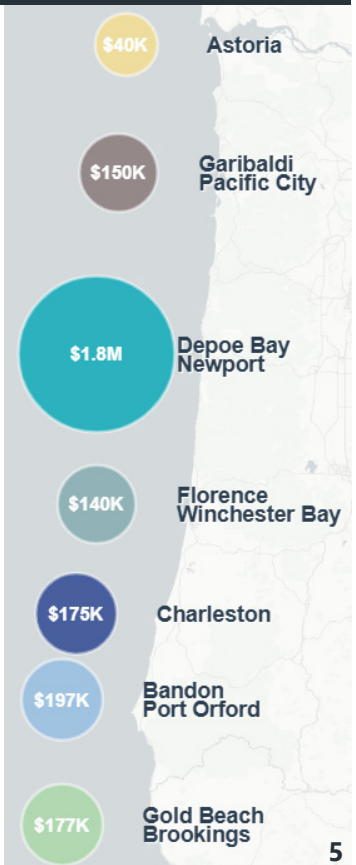 $40K Astoria
$150K Garibaldi
Pacific City
$1.8M Depoe Bay
Newport
$140K Florence
Winchester Bay
$175K Charleston
$197K Bandon
Port Orford
$177K Gold Beach
Brookings
5